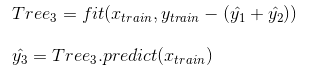 Tree₃ = fit(x_train, y_train − (ŷ₁ + ŷ₂))
ŷ₃ = Tree₃.predict(x_train)